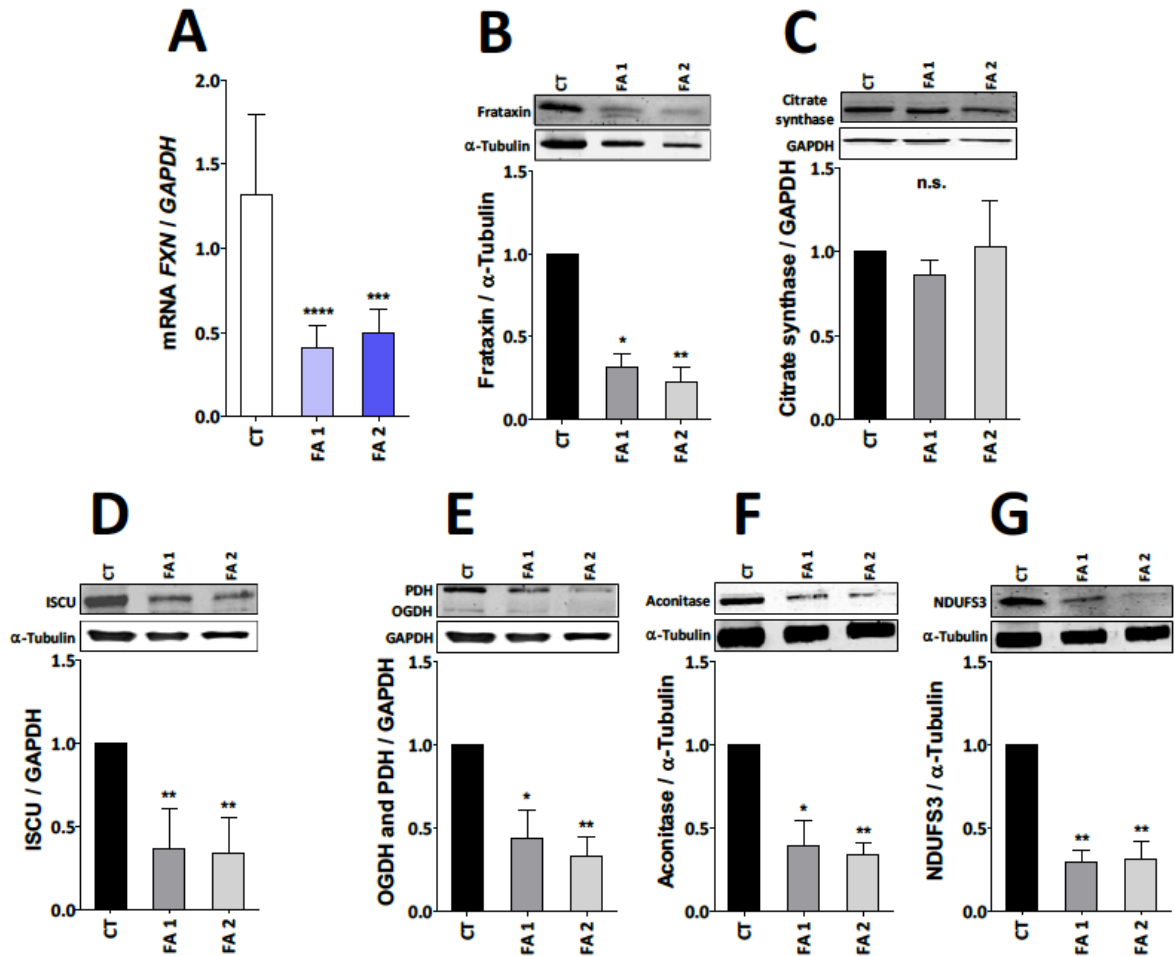 A
mRNA FXN / GAPDH
2.0
1.5
1.0
0.5
0.0
****
***
CT
FA 1
FA 2
B
CT
FA 1
FA 2
Frataxin
α-Tubulin
Frataxin / α-Tubulin
1.5
1.0
0.5
0.0
*
**
CT
FA 1
FA 2
C
CT
FA 1
FA 2
Citrate
synthase
GAPDH
Citrate synthase / GAPDH
1.5
1.0
0.5
0.0
n.s.
CT
FA 1
FA 2
D
CT
FA 1
FA 2
ISCU
α-Tubulin
ISCU / GAPDH
1.5
1.0
0.5
0.0
**
**
CT
FA 1
FA 2
E
CT
FA 1
FA 2
PDH
OGDH
GAPDH
OGDH and PDH / GAPDH
1.5
1.0
0.5
0.0
*
**
CT
FA 1
FA 2
F
CT
FA 1
FA 2
Aconitase
α-Tubulin
Aconitase / α-Tubulin
1.5
1.0
0.5
0.0
*
**
CT
FA 1
FA 2
G
CT
FA 1
FA 2
NDUFS3
α-Tubulin
NDUFS3 / α-Tubulin
1.5
1.0
0.5
0.0
**
**
CT
FA 1
FA 2